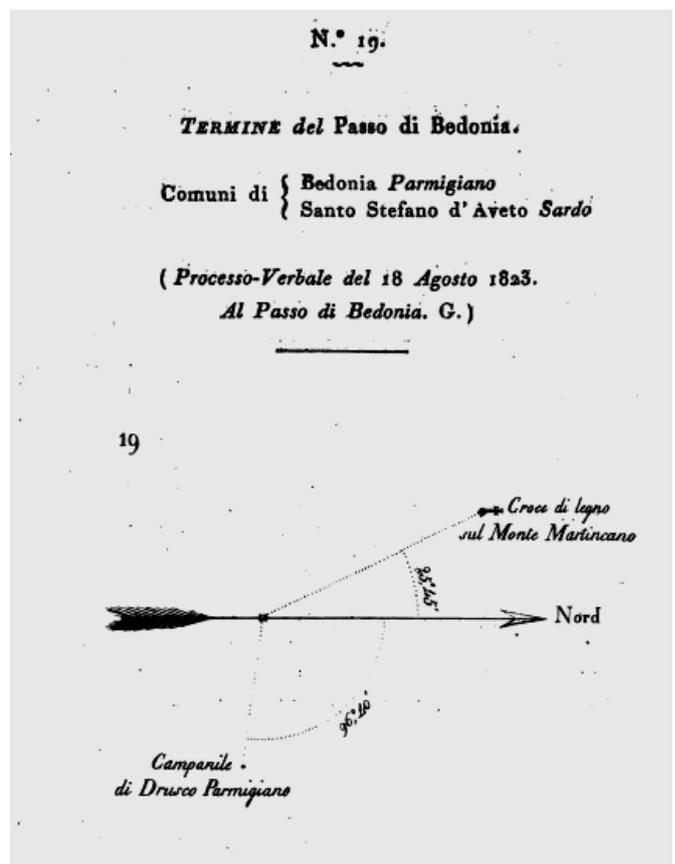 N.° 19.
TERMINE del Passo di Bedonia.
Comuni di { Bedonia Parmigiano
{ Santo Stefano d'Aveto Sardo
( Processo-Verbale del 18 Agosto 1823.
Al Passo di Bedonia. G. )
19
Croce di legno
sul Monte Martincano
25°.45'
Nord
96°.40'
Campanile
di Drusco Parmigiano